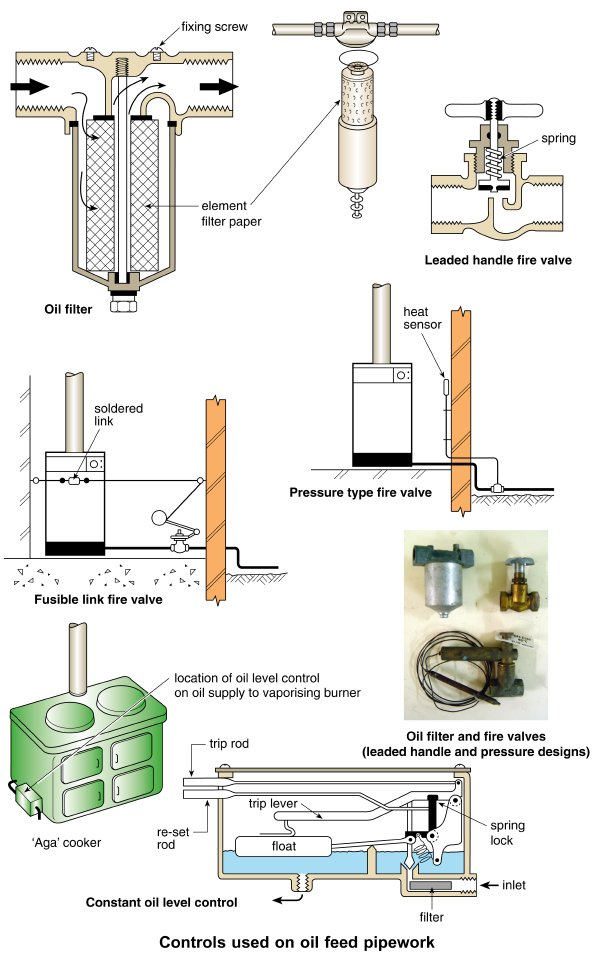 fixing screw
element
filter paper
Oil filter
spring
Leaded handle fire valve
heat
sensor
Pressure type fire valve
soldered
link
Fusible link fire valve
Oil filter and fire valves
(leaded handle and pressure designs)
location of oil level control
on oil supply to vaporising burner
'Aga' cooker
trip rod
re-set
rod
trip lever
float
spring
lock
inlet
filter
Constant oil level control
Controls used on oil feed pipework